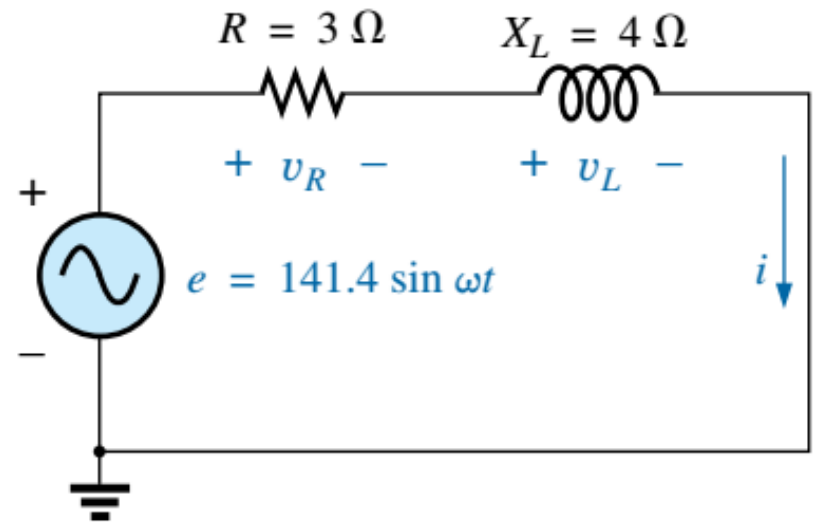 R = 3 Ω
X_L = 4 Ω
+ v_R −
+ v_L −
+
e = 141.4 sin ωt
i
−